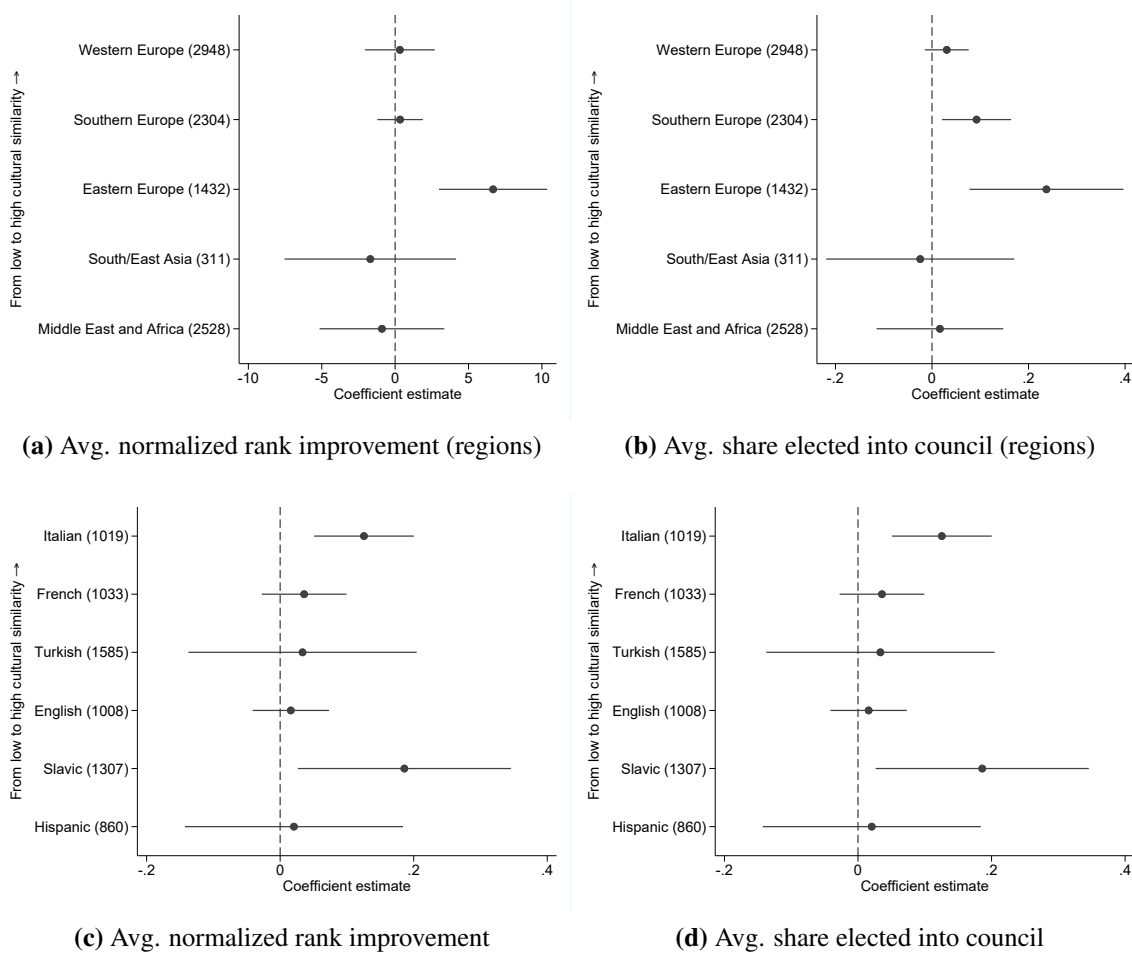 From low to high cultural similarity →
Western Europe (2948)
Southern Europe (2304)
Eastern Europe (1432)
South/East Asia (311)
Middle East and Africa (2528)
-10 -5 0 5 10
Coefficient estimate
(a) Avg. normalized rank improvement (regions)
From low to high cultural similarity →
Western Europe (2948)
Southern Europe (2304)
Eastern Europe (1432)
South/East Asia (311)
Middle East and Africa (2528)
-.2 0 .2 .4
Coefficient estimate
(b) Avg. share elected into council (regions)
From low to high cultural similarity →
Italian (1019)
French (1033)
Turkish (1585)
English (1008)
Slavic (1307)
Hispanic (860)
-.2 0 .2 .4
Coefficient estimate
(c) Avg. normalized rank improvement
From low to high cultural similarity →
Italian (1019)
French (1033)
Turkish (1585)
English (1008)
Slavic (1307)
Hispanic (860)
-.2 0 .2 .4
Coefficient estimate
(d) Avg. share elected into council